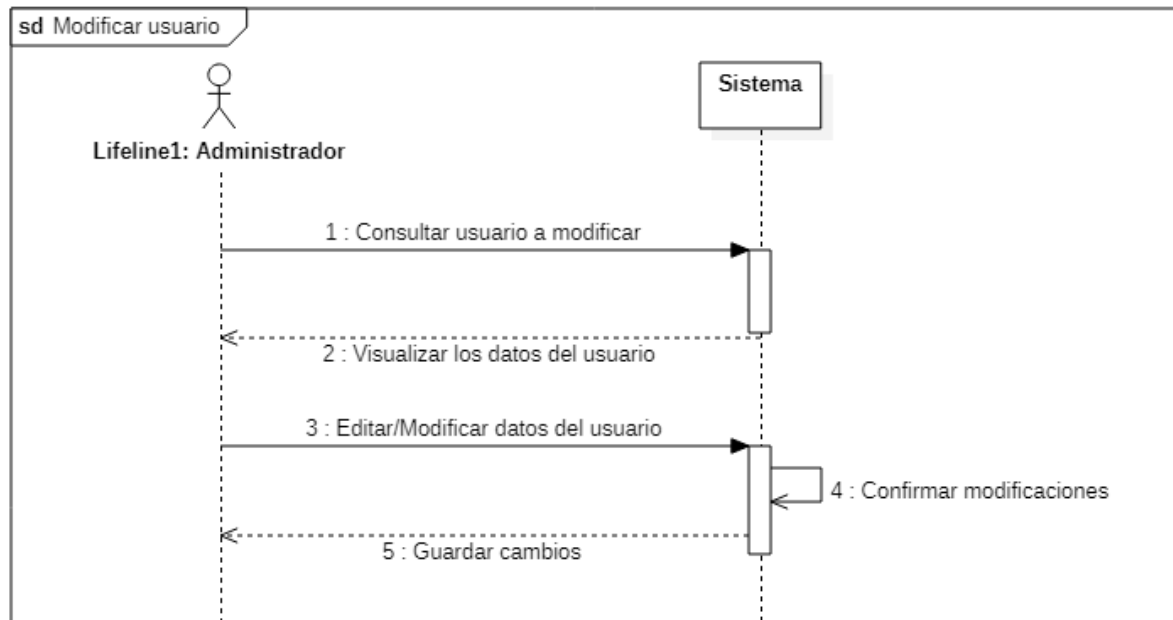 sd Modificar usuario
Sistema
Lifeline1: Administrador
1 : Consultar usuario a modificar
2 : Visualizar los datos del usuario
3 : Editar/Modificar datos del usuario
4 : Confirmar modificaciones
5 : Guardar cambios